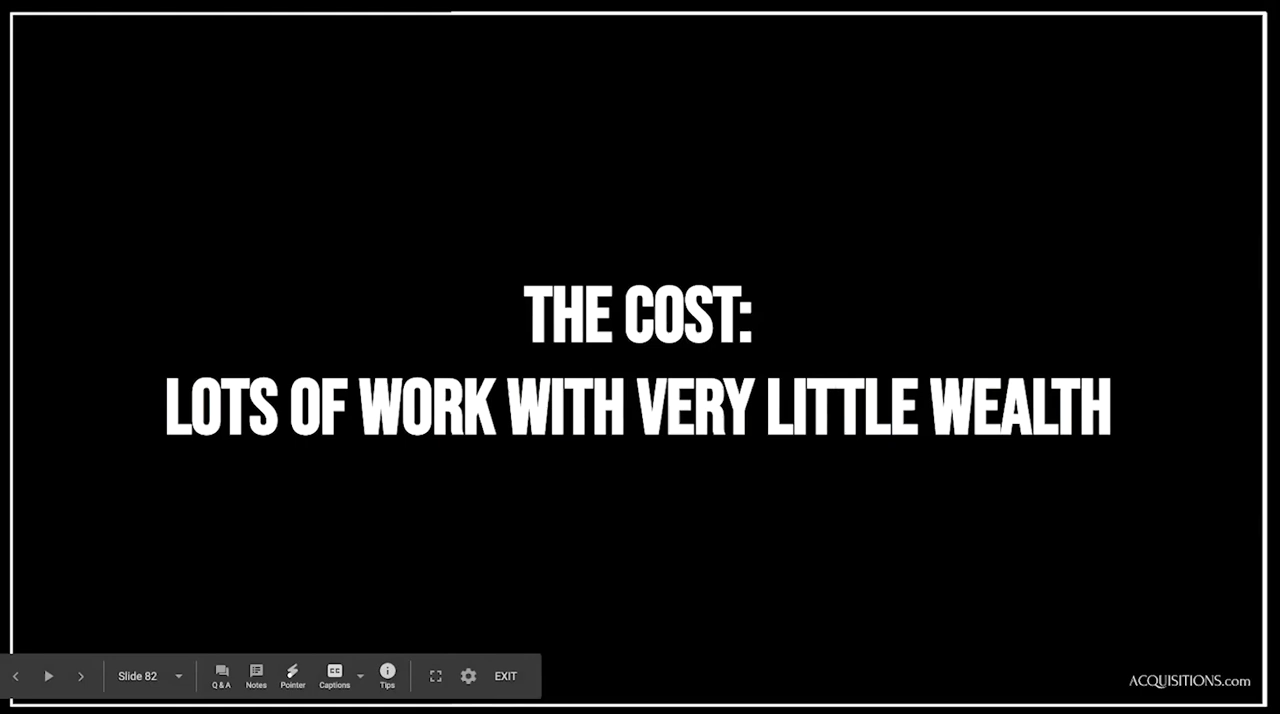 THE COST:
LOTS OF WORK WITH VERY LITTLE WEALTH
Slide 82
Q & A
Notes
Pointer
CC
Captions
Tips
EXIT
ACQUISITIONS.com